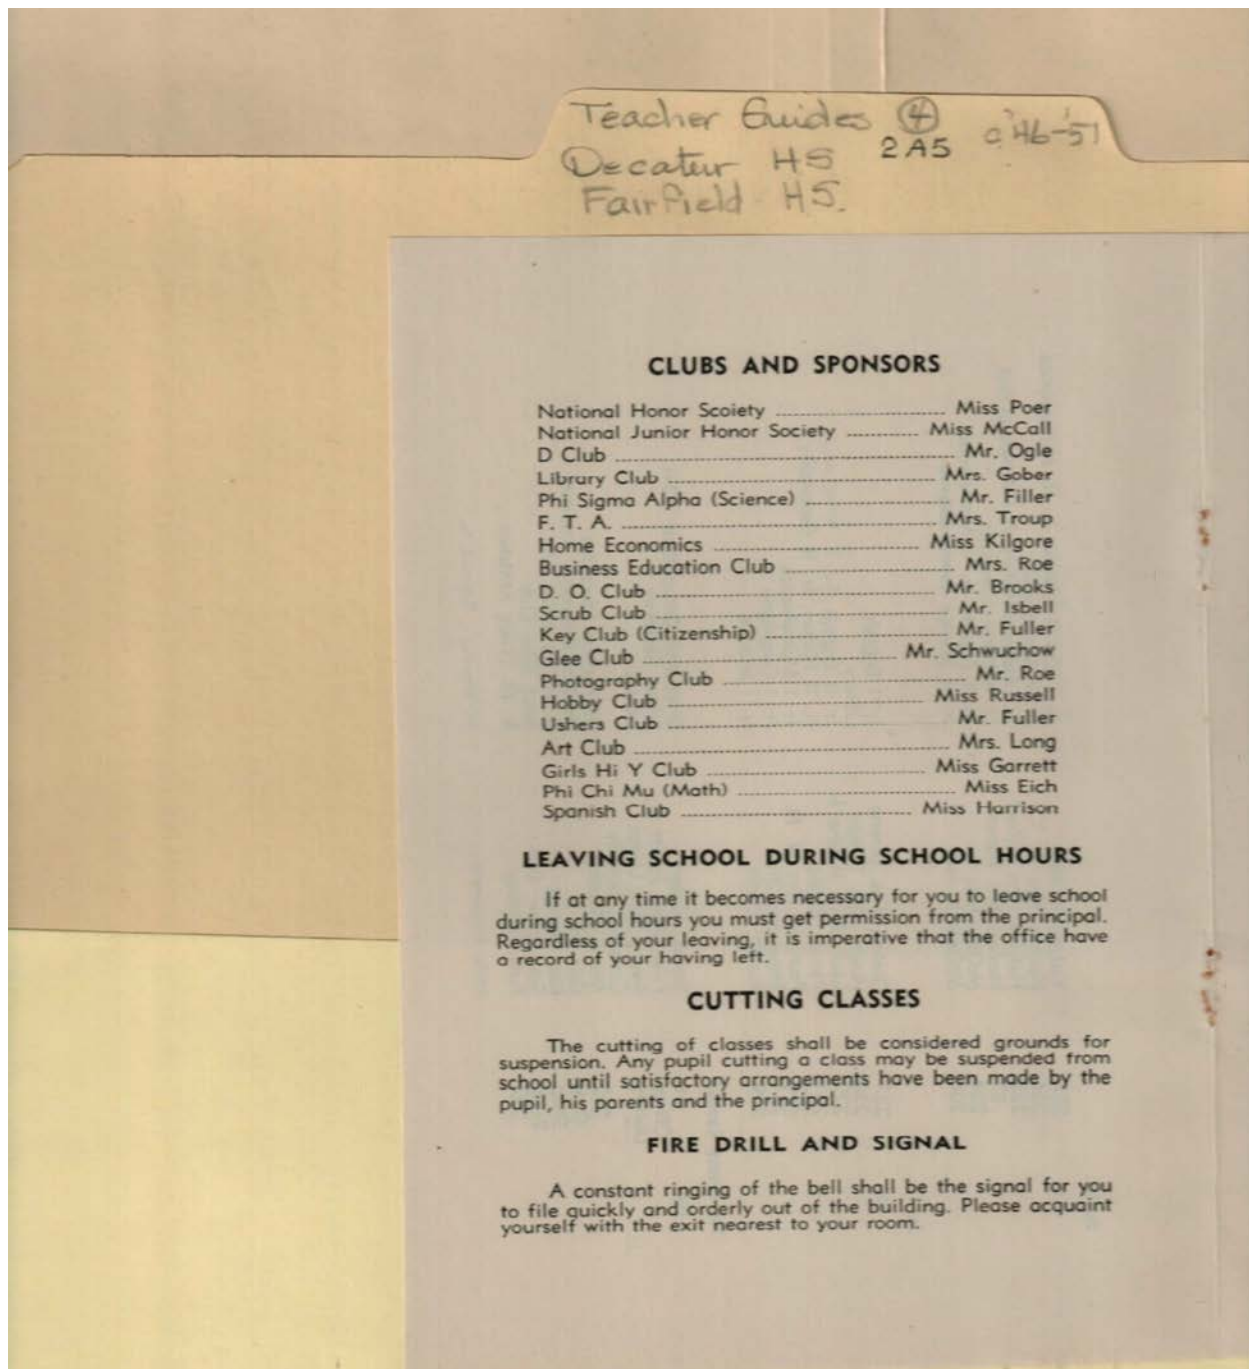 Teacher Guides 4
2A5 c '46-'51
Decatur HS
Fairfield HS.
CLUBS AND SPONSORS
National Honor Scoiety ------------------------ Miss Poer
National Junior Honor Society ------------ Miss McCall
D Club ------------------------ Mr. Ogle
Library Club ------------------------ Mrs. Gober
Phi Sigma Alpha (Science) ------------------------ Mr. Filler
F. T. A. ------------------------ Mrs. Troup
Home Economics ------------------------ Miss Kilgore
Business Education Club ------------------------ Mrs. Roe
D. O. Club ------------------------ Mr. Brooks
Scrub Club ------------------------ Mr. Isbell
Key Club (Citizenship) ------------------------ Mr. Fuller
Glee Club ------------------------ Mr. Schwuchow
Photography Club ------------------------ Mr. Roe
Hobby Club ------------------------ Miss Russell
Ushers Club ------------------------ Mr. Fuller
Art Club ------------------------ Mrs. Long
Girls Hi Y Club ------------------------ Miss Garrett
Phi Chi Mu (Math) ------------------------ Miss Eich
Spanish Club ------------------------ Miss Harrison
LEAVING SCHOOL DURING SCHOOL HOURS
If at any time it becomes necessary for you to leave school
during school hours you must get permission from the principal.
Regardless of your leaving, it is imperative that the office have
a record of your having left.
CUTTING CLASSES
The cutting of classes shall be considered grounds for
suspension. Any pupil cutting a class may be suspended from
school until satisfactory arrangements have been made by the
pupil, his parents and the principal.
FIRE DRILL AND SIGNAL
A constant ringing of the bell shall be the signal for you
to file quickly and orderly out of the building. Please acquaint
yourself with the exit nearest to your room.